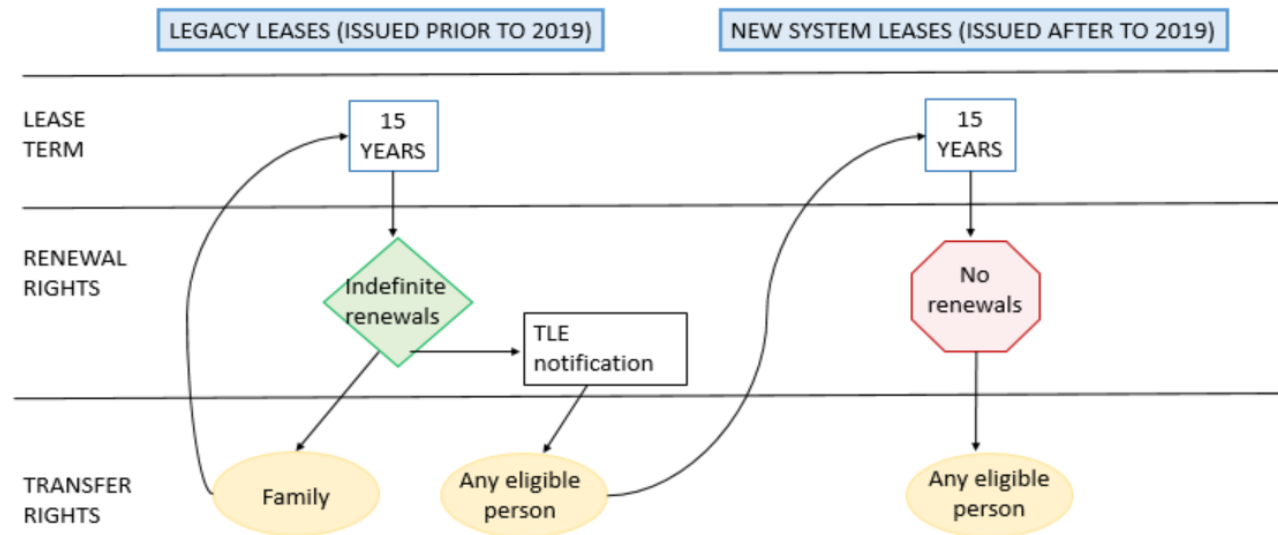 LEGACY LEASES (ISSUED PRIOR TO 2019)
NEW SYSTEM LEASES (ISSUED AFTER TO 2019)
LEASE
TERM
15
YEARS
15
YEARS
RENEWAL
RIGHTS
Indefinite
renewals
TLE
notification
No
renewals
TRANSFER
RIGHTS
Family
Any eligible
person
Any eligible
person